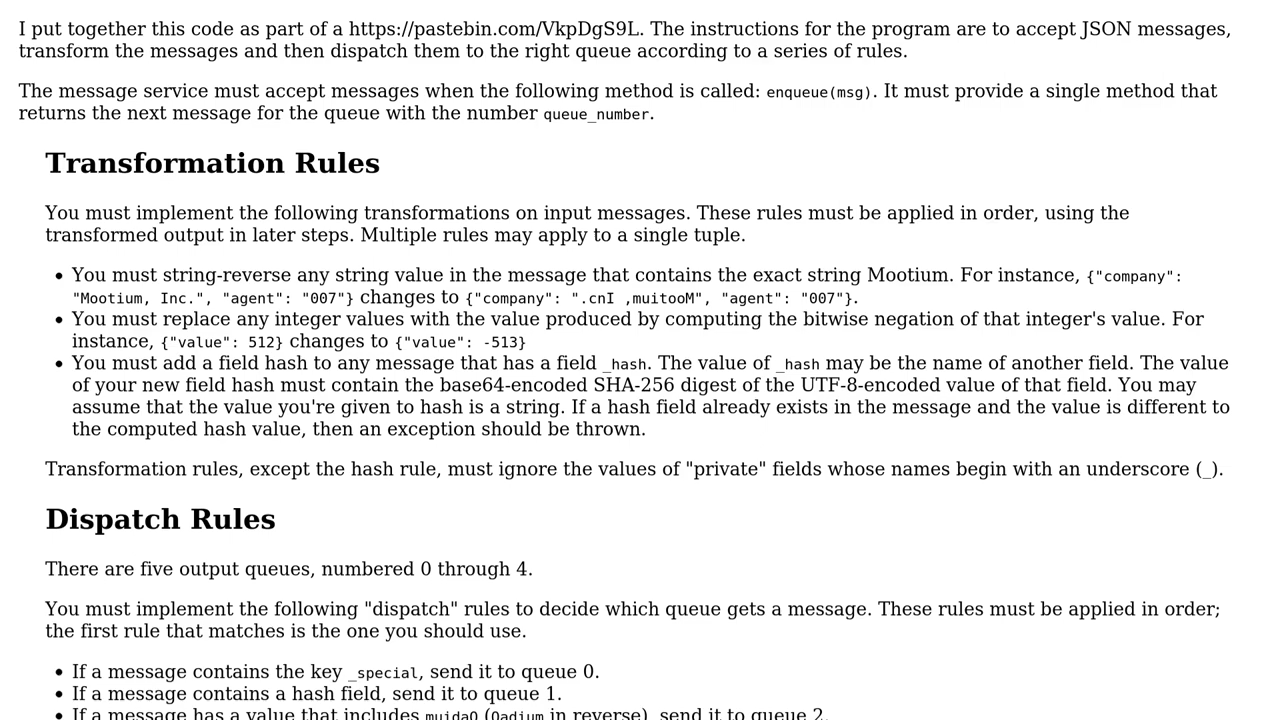 I put together this code as part of a https://pastebin.com/VkpDgS9L. The instructions for the program are to accept JSON messages,
transform the messages and then dispatch them to the right queue according to a series of rules.
The message service must accept messages when the following method is called: enqueue(msg). It must provide a single method that
returns the next message for the queue with the number queue_number.
Transformation Rules
You must implement the following transformations on input messages. These rules must be applied in order, using the
transformed output in later steps. Multiple rules may apply to a single tuple.
• You must string-reverse any string value in the message that contains the exact string Mootium. For instance, {"company":
"Mootium, Inc.", "agent": "007"} changes to {"company": ".cnI ,muitooM", "agent": "007"}.
• You must replace any integer values with the value produced by computing the bitwise negation of that integer's value. For
instance, {"value": 512} changes to {"value": -513}
• You must add a field hash to any message that has a field _hash. The value of _hash may be the name of another field. The value
of your new field hash must contain the base64-encoded SHA-256 digest of the UTF-8-encoded value of that field. You may
assume that the value you're given to hash is a string. If a hash field already exists in the message and the value is different to
the computed hash value, then an exception should be thrown.
Transformation rules, except the hash rule, must ignore the values of "private" fields whose names begin with an underscore (_).
Dispatch Rules
There are five output queues, numbered 0 through 4.
You must implement the following "dispatch" rules to decide which queue gets a message. These rules must be applied in order;
the first rule that matches is the one you should use.
• If a message contains the key _special, send it to queue 0.
• If a message contains a hash field, send it to queue 1.
• If a message has a value that includes muidaQ (Qadium in reverse), send it to queue 2.